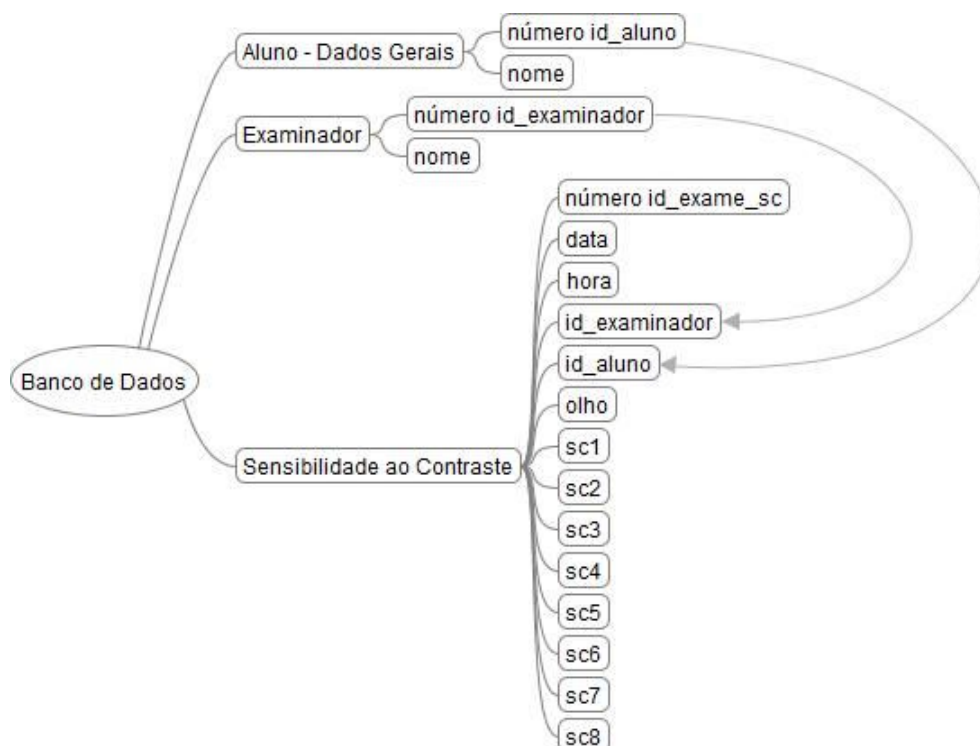 Banco de Dados
Aluno - Dados Gerais
número id_aluno
nome
Examinador
número id_examinador
nome
Sensibilidade ao Contraste
número id_exame_sc
data
hora
id_examinador
id_aluno
olho
sc1
sc2
sc3
sc4
sc5
sc6
sc7
sc8